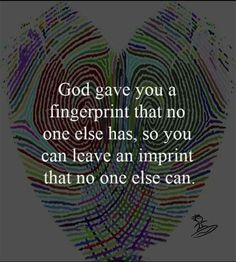 God gave you a
fingerprint that no
one else has, so you
can leave an imprint
that no one else can.